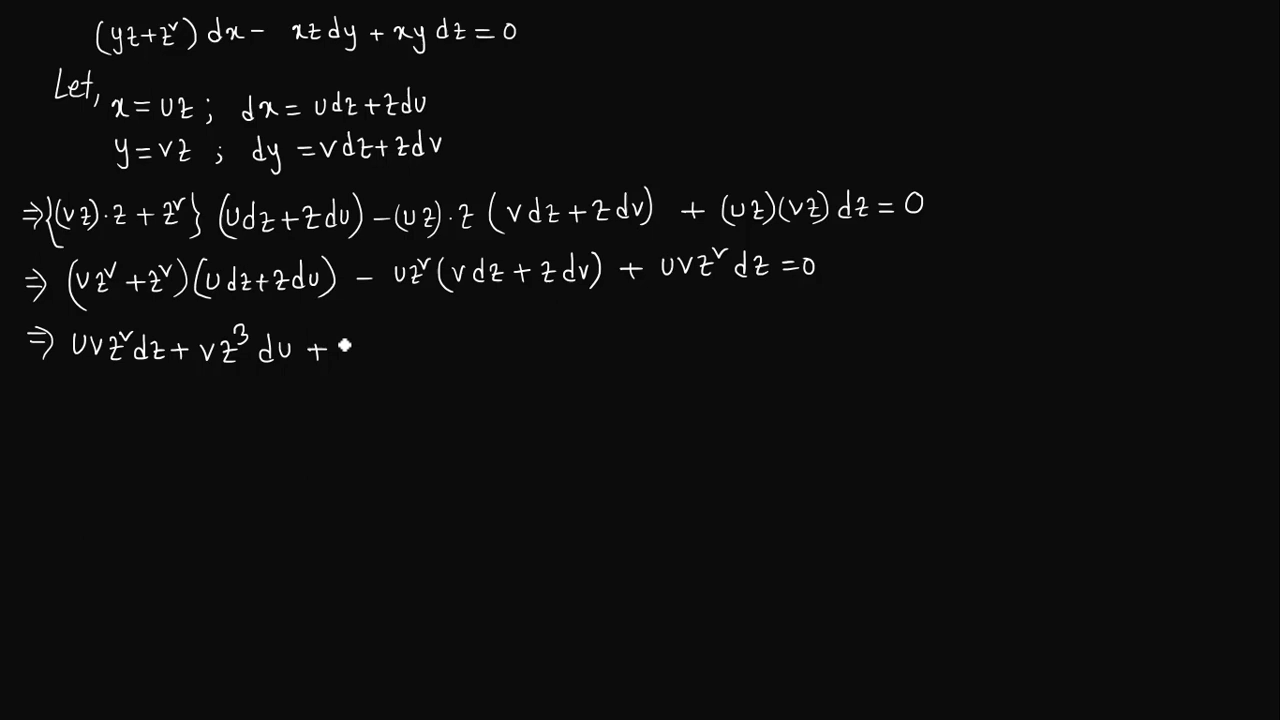 (yz+z²) dx − xz dy + xy dz = 0
Let,
x = uz ; dx = udz+zdu
y = vz ; dy = vdz+zdv
⇒ {(vz)·z + z²} (udz+zdu) − (uz)·z (vdz+zdv) + (uz)(vz) dz = 0
⇒ (vz² + z²)(udz+zdu) − uz² (vdz + zdv) + uvz² dz = 0
⇒ uvz²dz + vz³ du +